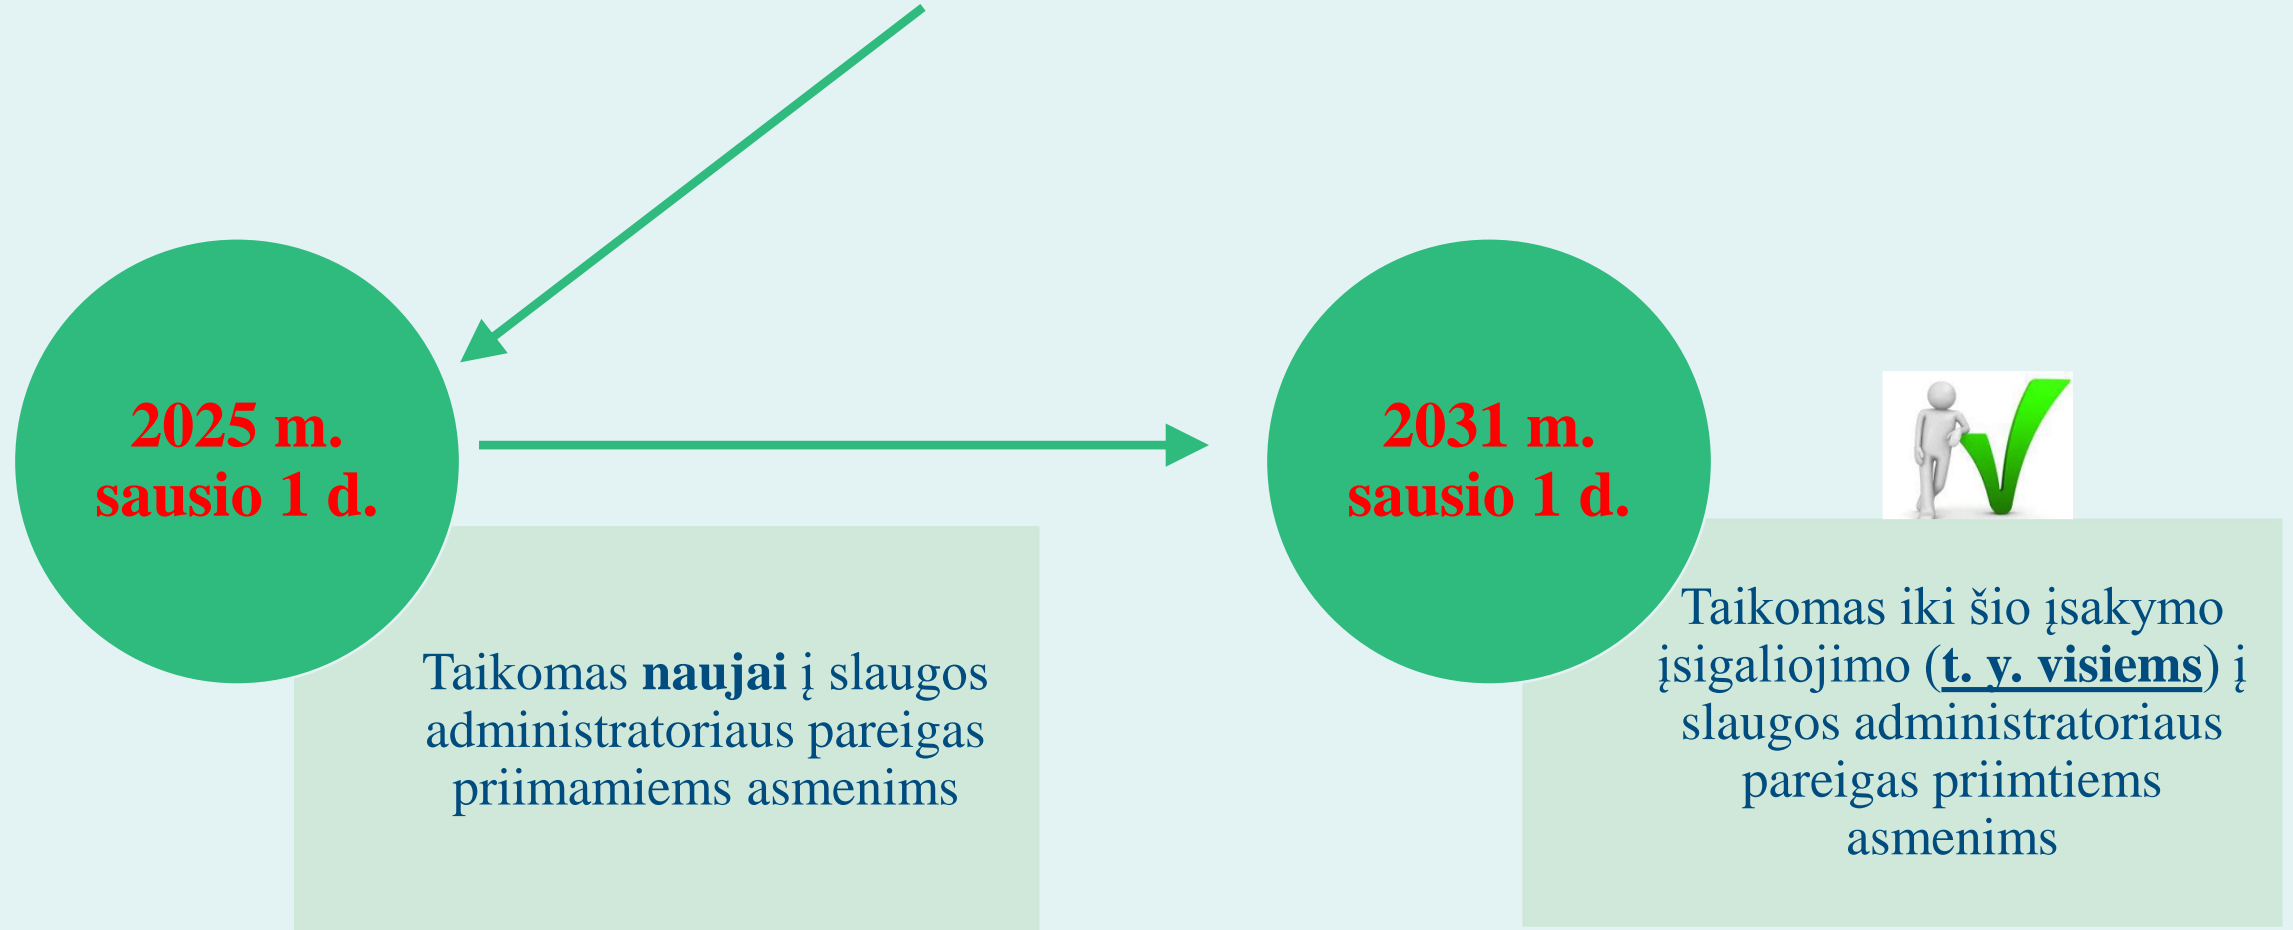 2025 m.
sausio 1 d.
Taikomas naujai į slaugos
administratoriaus pareigas
priimamiems asmenims
2031 m.
sausio 1 d.
Taikomas iki šio įsakymo
įsigaliojimo (t. y. visiems) į
slaugos administratoriaus
pareigas priimtiems
asmenims